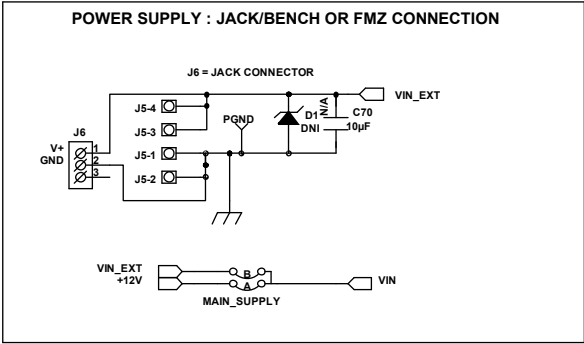 POWER SUPPLY : JACK/BENCH OR FMZ CONNECTION
J6 = JACK CONNECTOR
VIN_EXT
J5-4
N/A
D1
C70
PGND
J5-3
DNI
10µF
J6
V+
1
J5-1
GND
2
3
J5-2
VIN_EXT
B
+12V
A
VIN
MAIN_SUPPLY